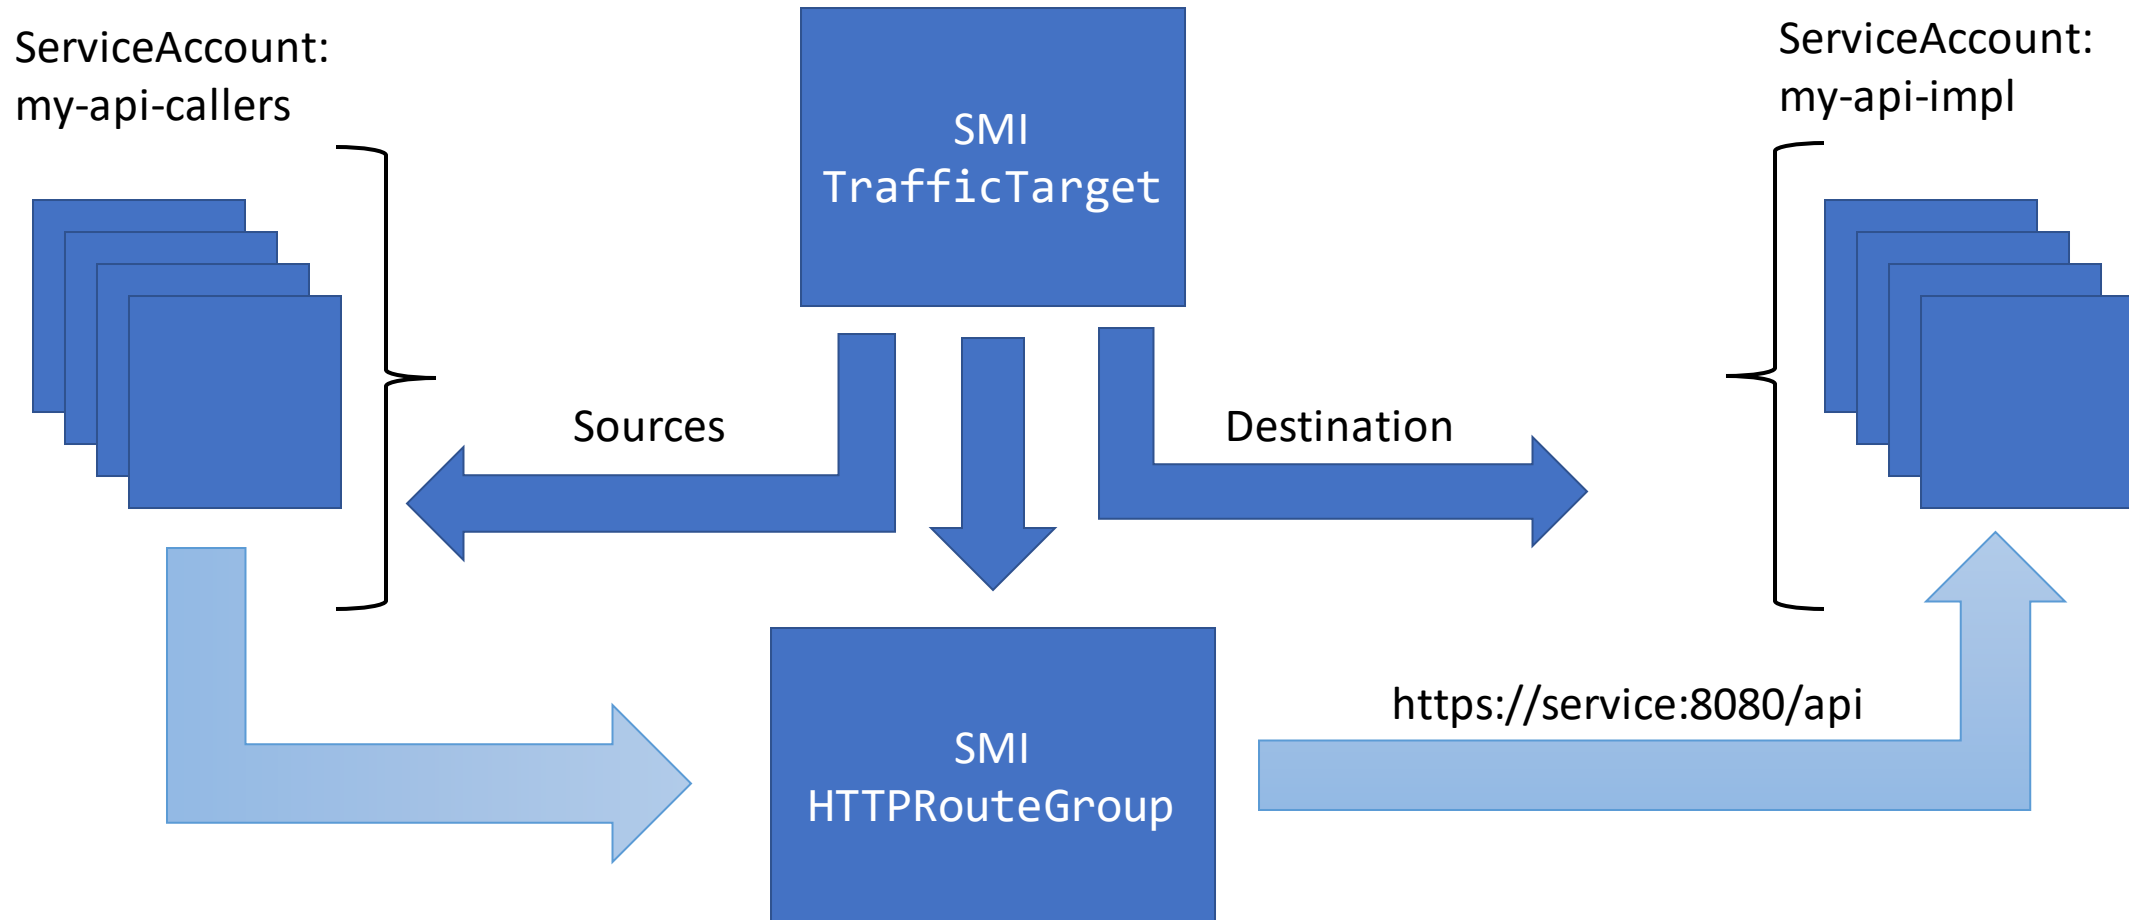 ServiceAccount:
my-api-callers
SMI
TrafficTarget
ServiceAccount:
my-api-impl
Sources
Destination
https://service:8080/api
SMI
HTTPRouteGroup